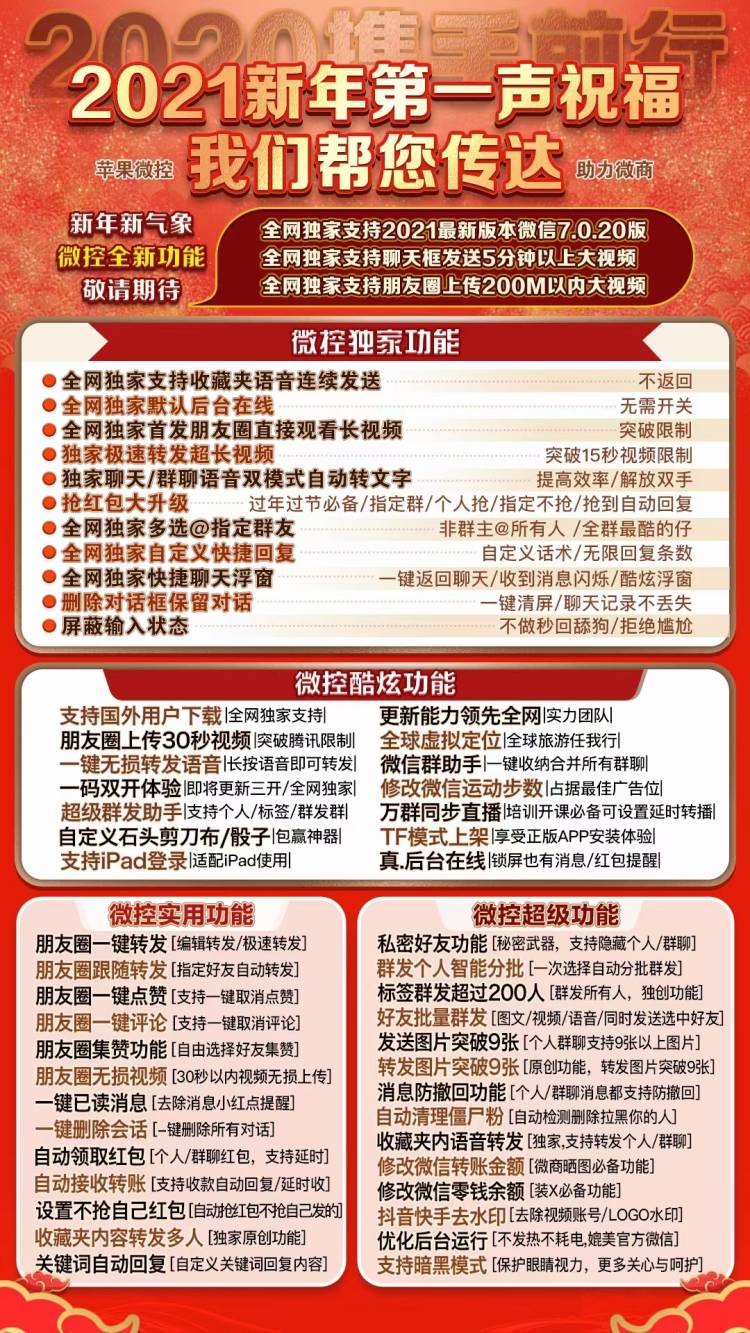 2020携手前行
2021新年第一声祝福
苹果微控 我们帮您传达 助力微商
新年新气象
微控全新功能
敬请期待
全网独家支持2021最新版本微信7.0.20版
全网独家支持聊天框发送5分钟以上大视频
全网独家支持朋友圈上传200M以内大视频
微控独家功能
全网独家支持收藏夹语音连续发送 不返回
全网独家默认后台在线 无需开关
全网独家首发朋友圈直接观看长视频 突破限制
独家极速转发超长视频 突破15秒视频限制
独家聊天/群聊语音双模式自动转文字 提高效率/解放双手
抢红包大升级 过年过节必备/指定群/个人抢/指定不抢/抢到自动回复
全网独家多选@指定群友 非群主@所有人 /全群最酷的仔
全网独家自定义快捷回复 自定义话术/无限回复条数
全网独家快捷聊天浮窗 一键返回聊天/收到消息闪烁/酷炫浮窗
删除对话框保留对话 一键清屏/聊天记录不丢失
屏蔽输入状态 不做秒回舔狗/拒绝尴尬
微控酷炫功能
支持国外用户下载|全网独家支持|
朋友圈上传30秒视频|突破腾讯限制|
一键无损转发语音|长按语音即可转发|
一码双开体验|即将更新三开/全网独家|
超级群发助手|支持个人/标签/群发群|
自定义石头剪刀布/骰子|包赢神器|
支持iPad登录|适配iPad使用|
更新能力领先全网|实力团队|
全球虚拟定位|全球旅游任我行|
微信群助手|一键收纳合并所有群聊|
修改微信运动步数|占据最佳广告位|
万群同步直播|培训开课必备可设置延时转播|
TF模式上架|享受正版APP安装体验|
真.后台在线|锁屏也有消息/红包提醒|
微控实用功能
朋友圈一键转发[编辑转发/极速转发]
朋友圈跟随转发[指定好友自动转发]
朋友圈一键点赞[支持一键取消点赞]
朋友圈一键评论[支持一键取消评论]
朋友圈集赞功能[自由选择好友集赞]
朋友圈无损视频[30秒以内视频无损上传]
一键已读消息[去除消息小红点提醒]
一键删除会话[-键删除所有对话]
自动领取红包[个人/群聊红包，支持延时]
自动接收转账[支持收款自动回复/延时收]
设置不抢自己红包[自动抢红包不抢自己发的]
收藏夹内容转发多人[独家原创功能]
关键词自动回复[自定义关键词回复内容]
微控超级功能
私密好友功能[秘密武器，支持隐藏个人/群聊]
群发个人智能分批[一次选择自动分批群发]
标签群发超过200人[群发所有人，独创功能]
好友批量群发[图文/视频/语音/同时发送选中好友]
发送图片突破9张[个人群聊支持9张以上图片]
转发图片突破9张[原创功能，转发图片突破9张]
消息防撤回功能[个人/群聊消息都支持防撤回]
自动清理僵尸粉[自动检测删除拉黑你的人]
收藏夹内语音转发[独家,支持转发个人/群聊]
修改微信转账金额[微商晒图必备功能]
修改微信零钱余额[装X必备功能]
抖音快手去水印[去除视频账号/LOGO水印]
优化后台运行[不发热不耗电,媲美官方微信]
支持暗黑模式[保护眼睛视力，更多关心与呵护]